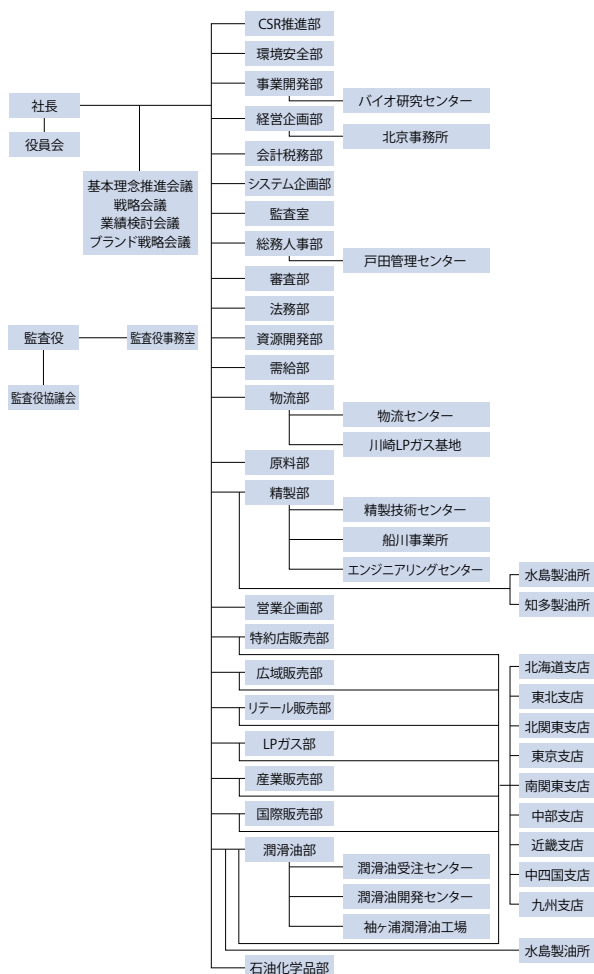 社長
役員会
基本理念推進会議
戦略会議
業績検討会議
ブランド戦略会議
監査役
監査役事務室
監査役協議会
CSR推進部
環境安全部
事業開発部
バイオ研究センター
経営企画部
北京事務所
会計税務部
システム企画部
監査室
総務人事部
戸田管理センター
審査部
法務部
資源開発部
需給部
物流部
物流センター
川崎LPガス基地
原料部
精製部
精製技術センター
船川事業所
エンジニアリングセンター
水島製油所
知多製油所
営業企画部
特約店販売部
広域販売部
リテール販売部
LPガス部
産業販売部
国際販売部
北海道支店
東北支店
北関東支店
東京支店
南関東支店
中部支店
近畿支店
中四国支店
九州支店
潤滑油部
潤滑油受注センター
潤滑油開発センター
袖ヶ浦潤滑油工場
水島製油所
石油化学品部